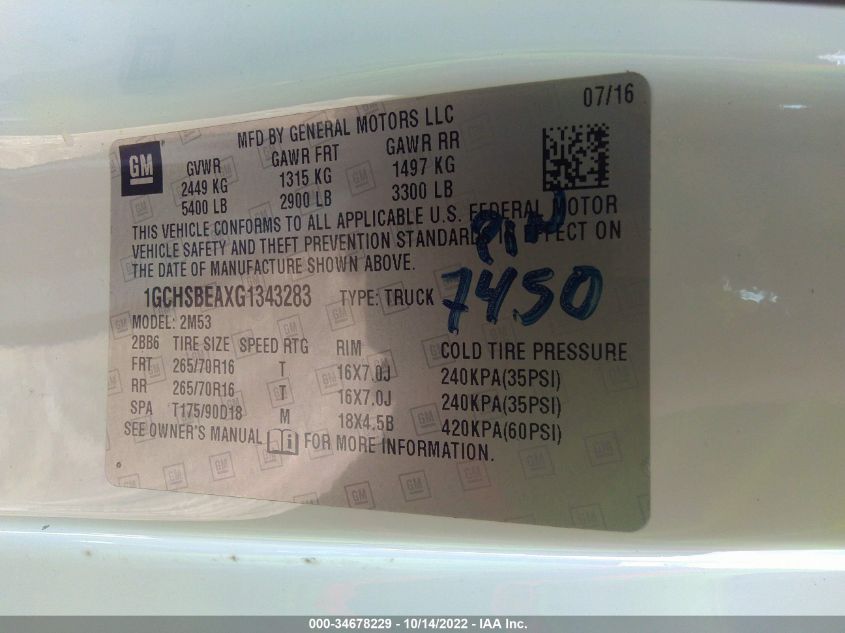 07/16
MFD BY GENERAL MOTORS LLC
GM
GVWR GAWR FRT GAWR RR
2449 KG 1315 KG 1497 KG
5400 LB 2900 LB 3300 LB
THIS VEHICLE CONFORMS TO ALL APPLICABLE U.S. FEDERAL MOTOR
VEHICLE SAFETY AND THEFT PREVENTION STANDARDS IN EFFECT ON
THE DATE OF MANUFACTURE SHOWN ABOVE.
1GCHSBEAXG1343283 TYPE: TRUCK
7450
MODEL: 2M53
2BB6 TIRE SIZE SPEED RTG RIM COLD TIRE PRESSURE
FRT 265/70R16 T 16X7.0J 240KPA(35PSI)
RR 265/70R16 T 16X7.0J 240KPA(35PSI)
SPA T175/90D18 M 18X4.5B 420KPA(60PSI)
SEE OWNER'S MANUAL FOR MORE INFORMATION.
000-34678229 - 10/14/2022 - IAA Inc.